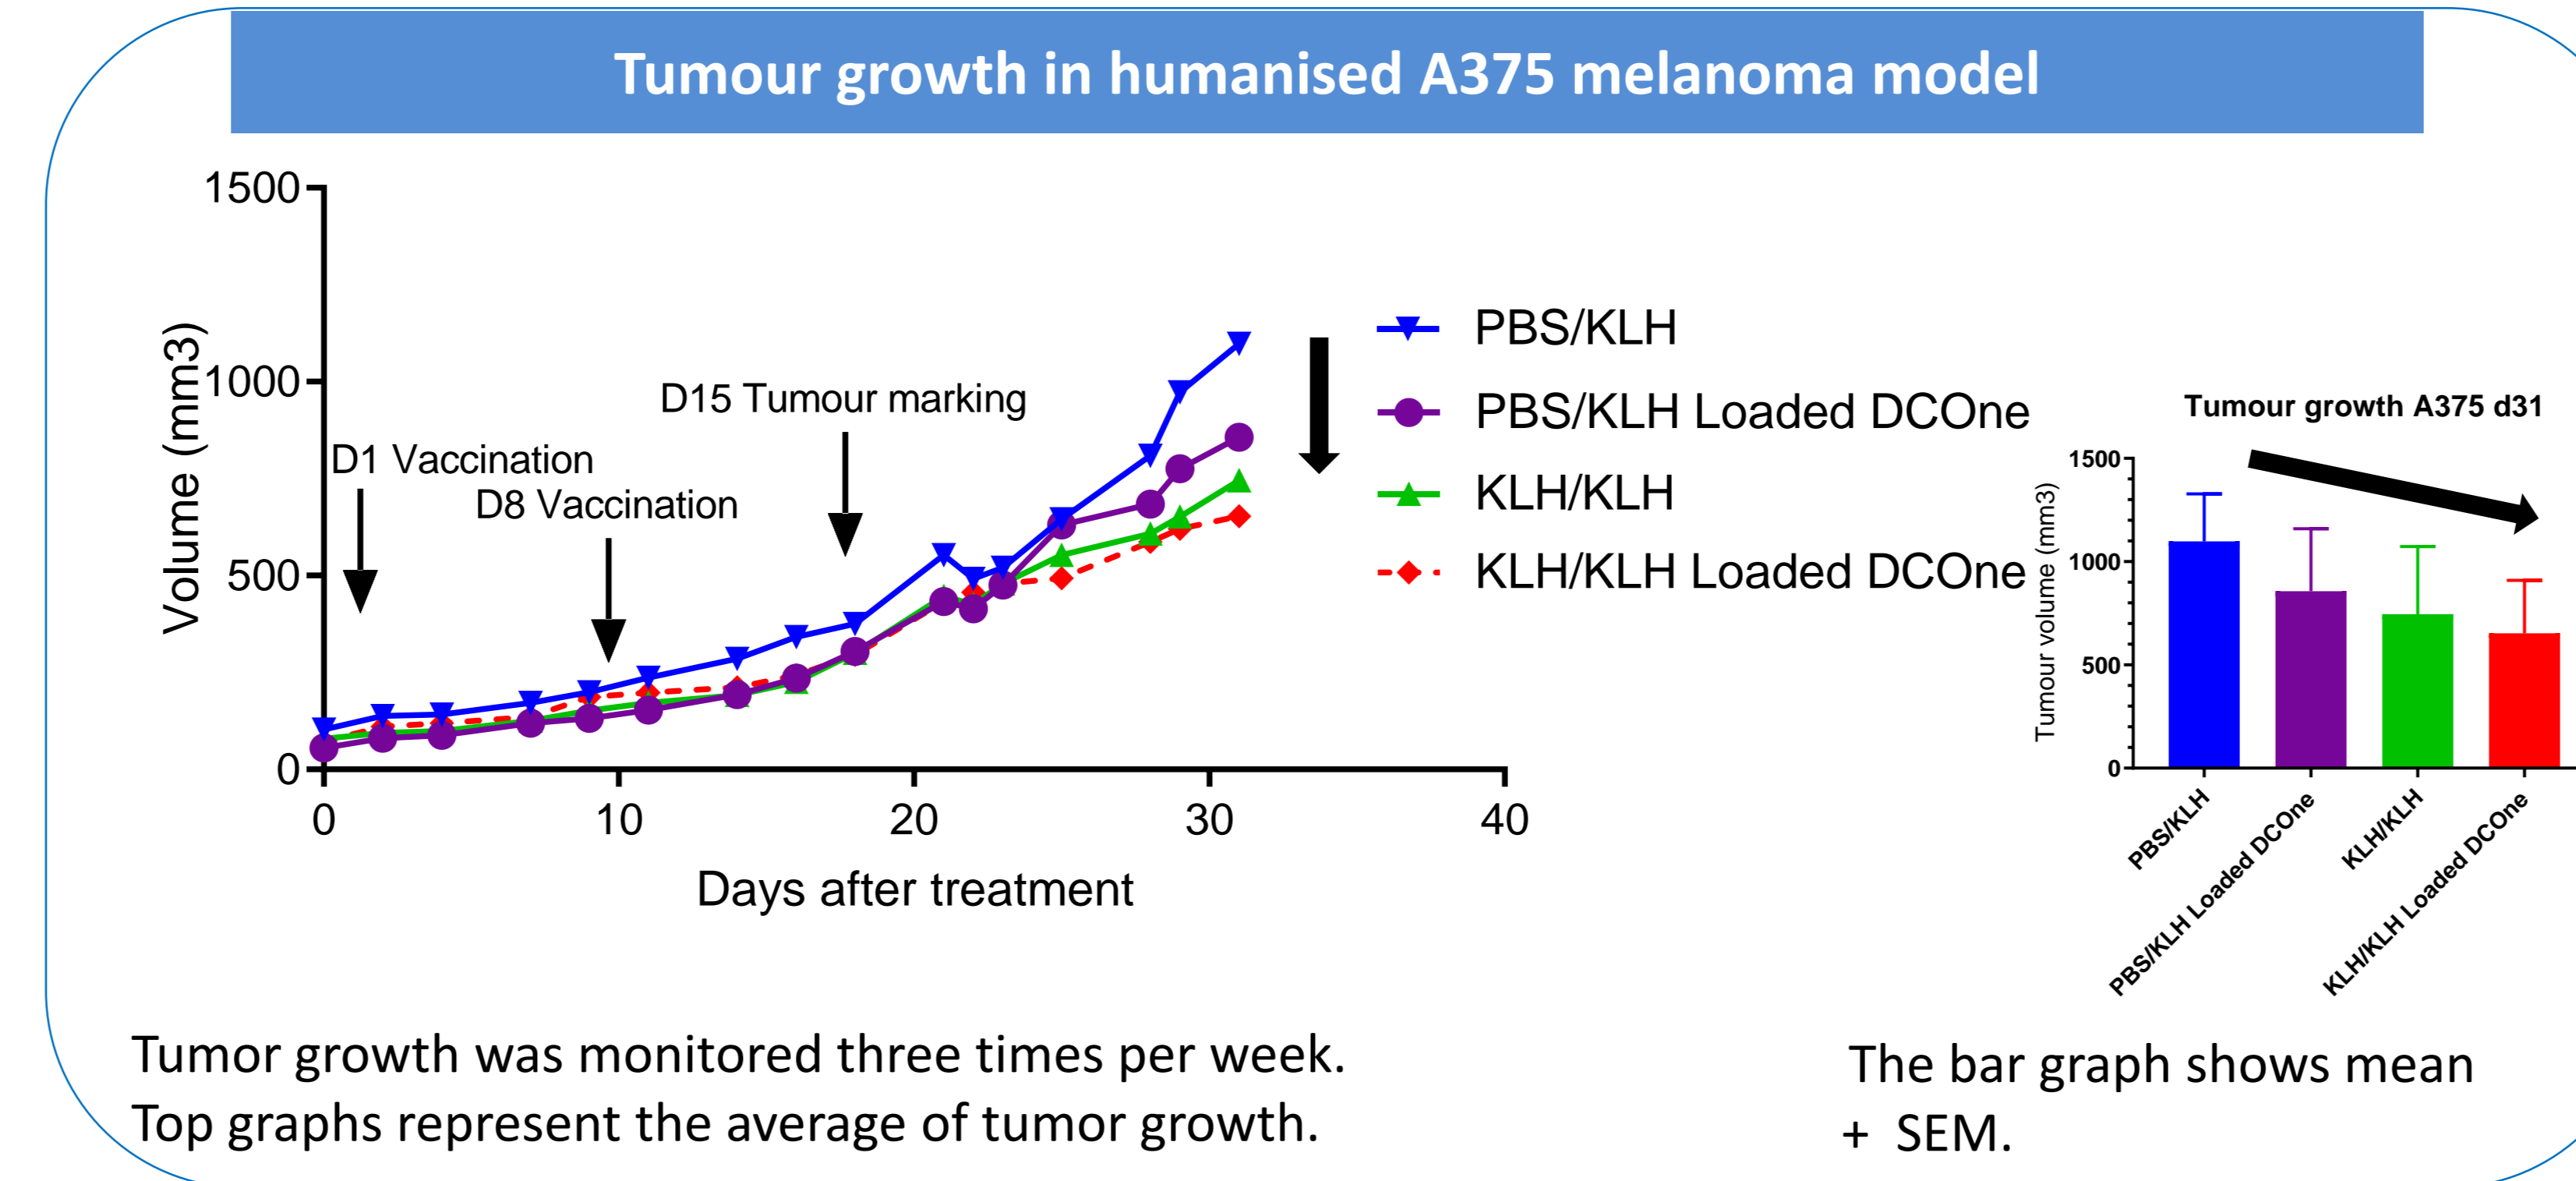 Tumour growth in humanised A375 melanoma model
1500
1000
500
0
Volume (mm3)
D1 Vaccination
D8 Vaccination
D15 Tumour marking
0 10 20 30 40
Days after treatment
PBS/KLH
PBS/KLH Loaded DCOne
KLH/KLH
KLH/KLH Loaded DCOne
Tumour growth A375 d31
1500
1000
500
0
Tumour volume (mm3)
PBS/KLH
PBS/KLH Loaded DCOne
KLH/KLH
KLH/KLH Loaded DCOne
Tumor growth was monitored three times per week.
Top graphs represent the average of tumor growth.
The bar graph shows mean
+ SEM.